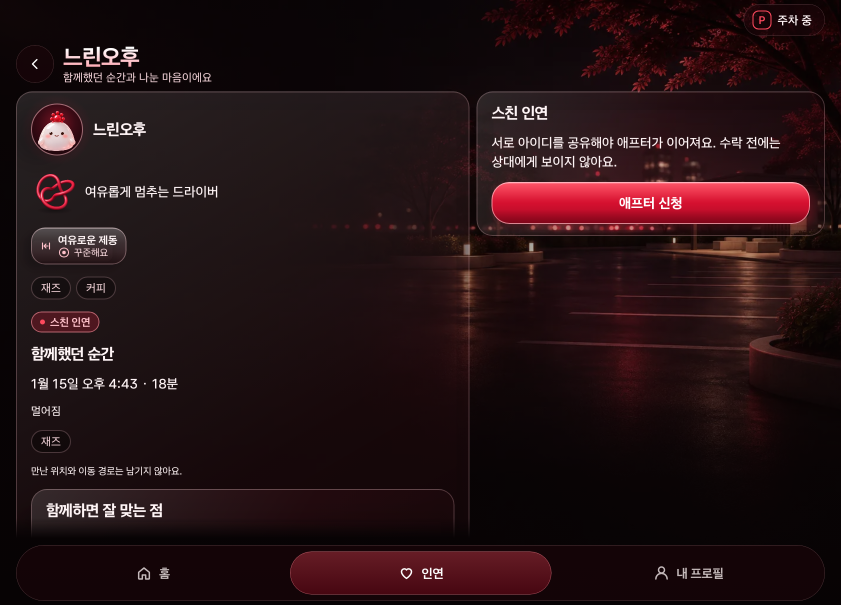 P 주차 중
느린오후
함께했던 순간과 나눈 마음이에요
느린오후
여유롭게 멈추는 드라이버
여유로운 제동
꾸준해요
재즈 커피
스친 인연
함께했던 순간
1월 15일 오후 4:43 · 18분
멀어짐
재즈
만난 위치와 이동 경로는 남기지 않아요.
함께하면 잘 맞는 점
스친 인연
서로 아이디를 공유해야 애프터가 이어져요. 수락 전에는
상대에게 보이지 않아요.
애프터 신청
홈 인연 내 프로필